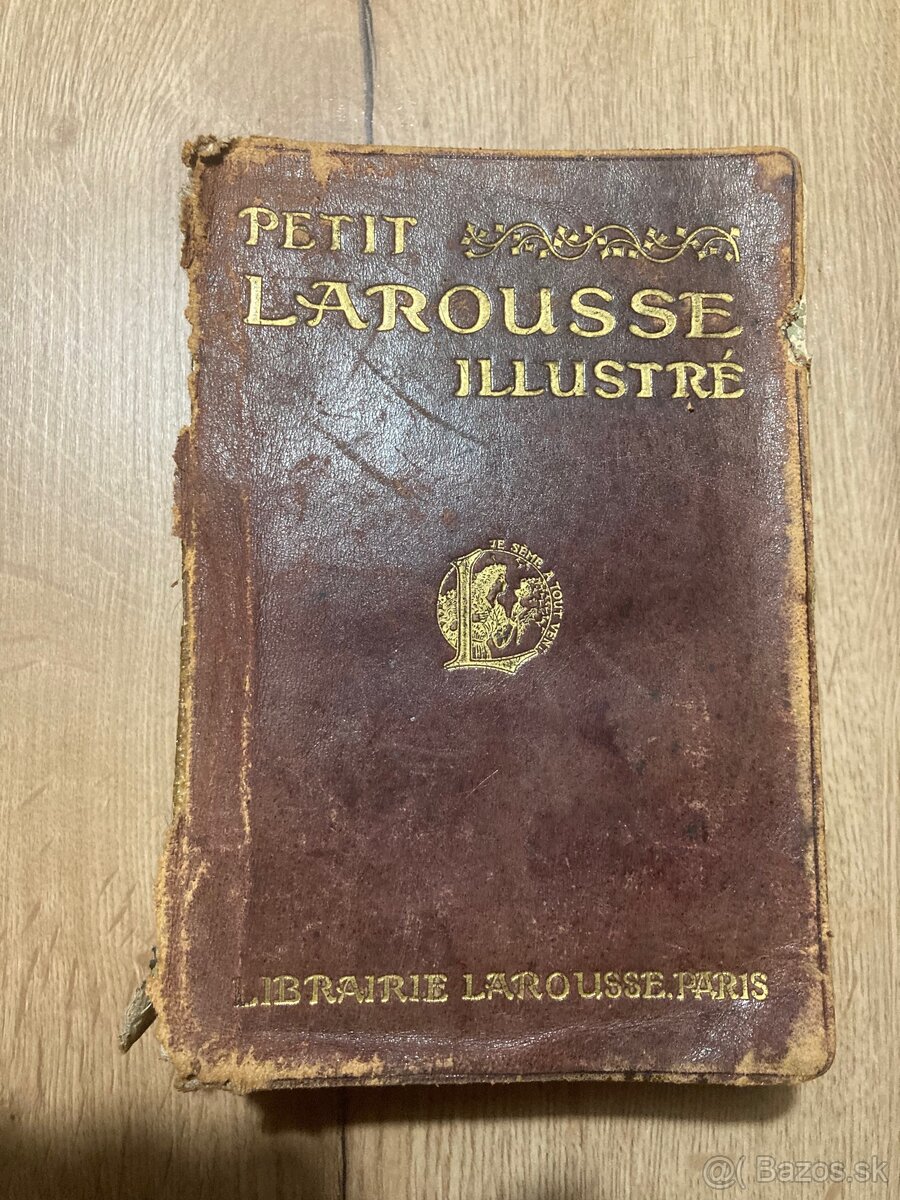 PETIT
LAROUSSE
ILLUSTRÉ
JE SÈME À TOUT VENT
LIBRAIRIE LAROUSSE. PARIS
@( Bazos.sk